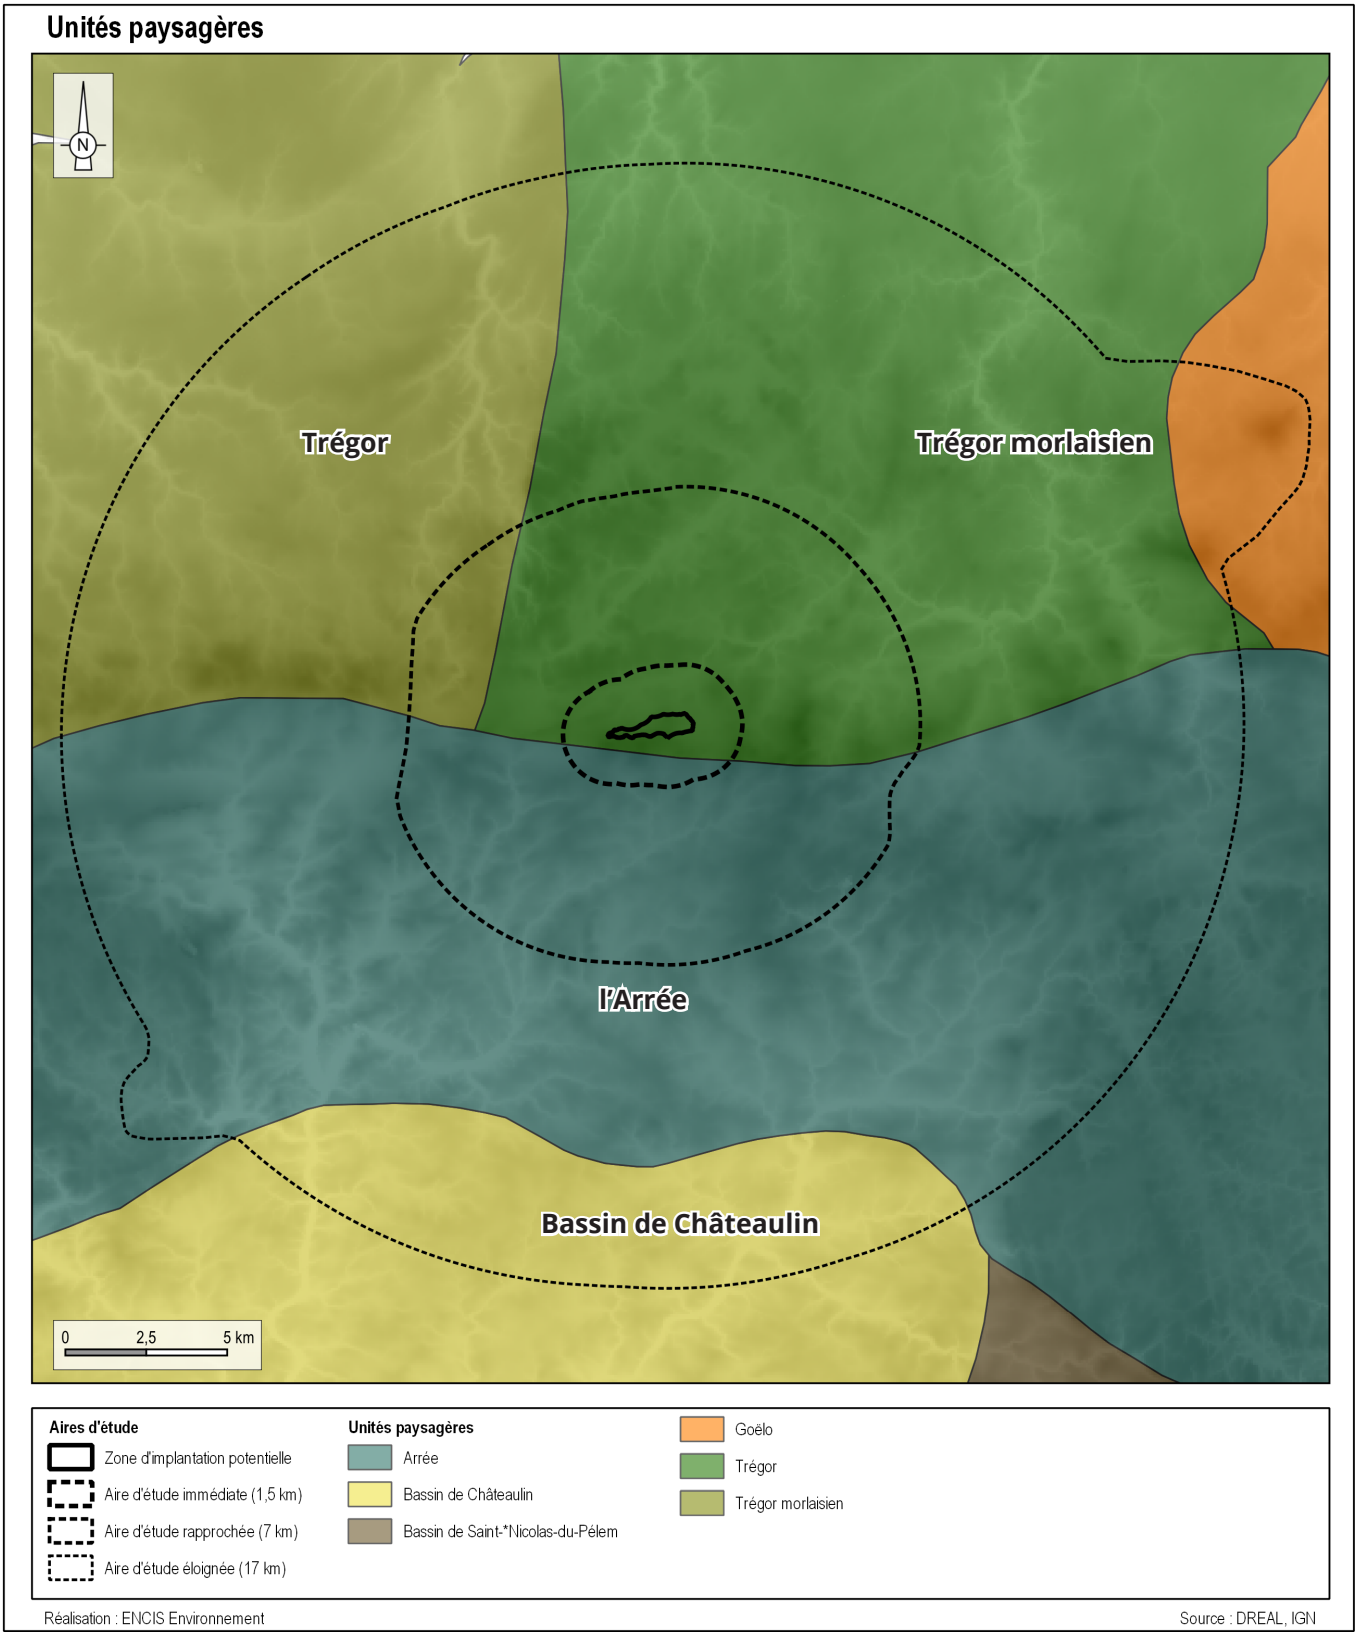 Unités paysagères
N
Trégor
Trégor morlaisien
l'Arrée
Bassin de Châteaulin
0 2,5 5 km
Aires d'étude
Zone d'implantation potentielle
Aire d'étude immédiate (1,5 km)
Aire d'étude rapprochée (7 km)
Aire d'étude éloignée (17 km)
Unités paysagères
Arrée
Bassin de Châteaulin
Bassin de Saint-*Nicolas-du-Pélem
Goëlo
Trégor
Trégor morlaisien
Réalisation : ENCIS Environnement
Source : DREAL, IGN